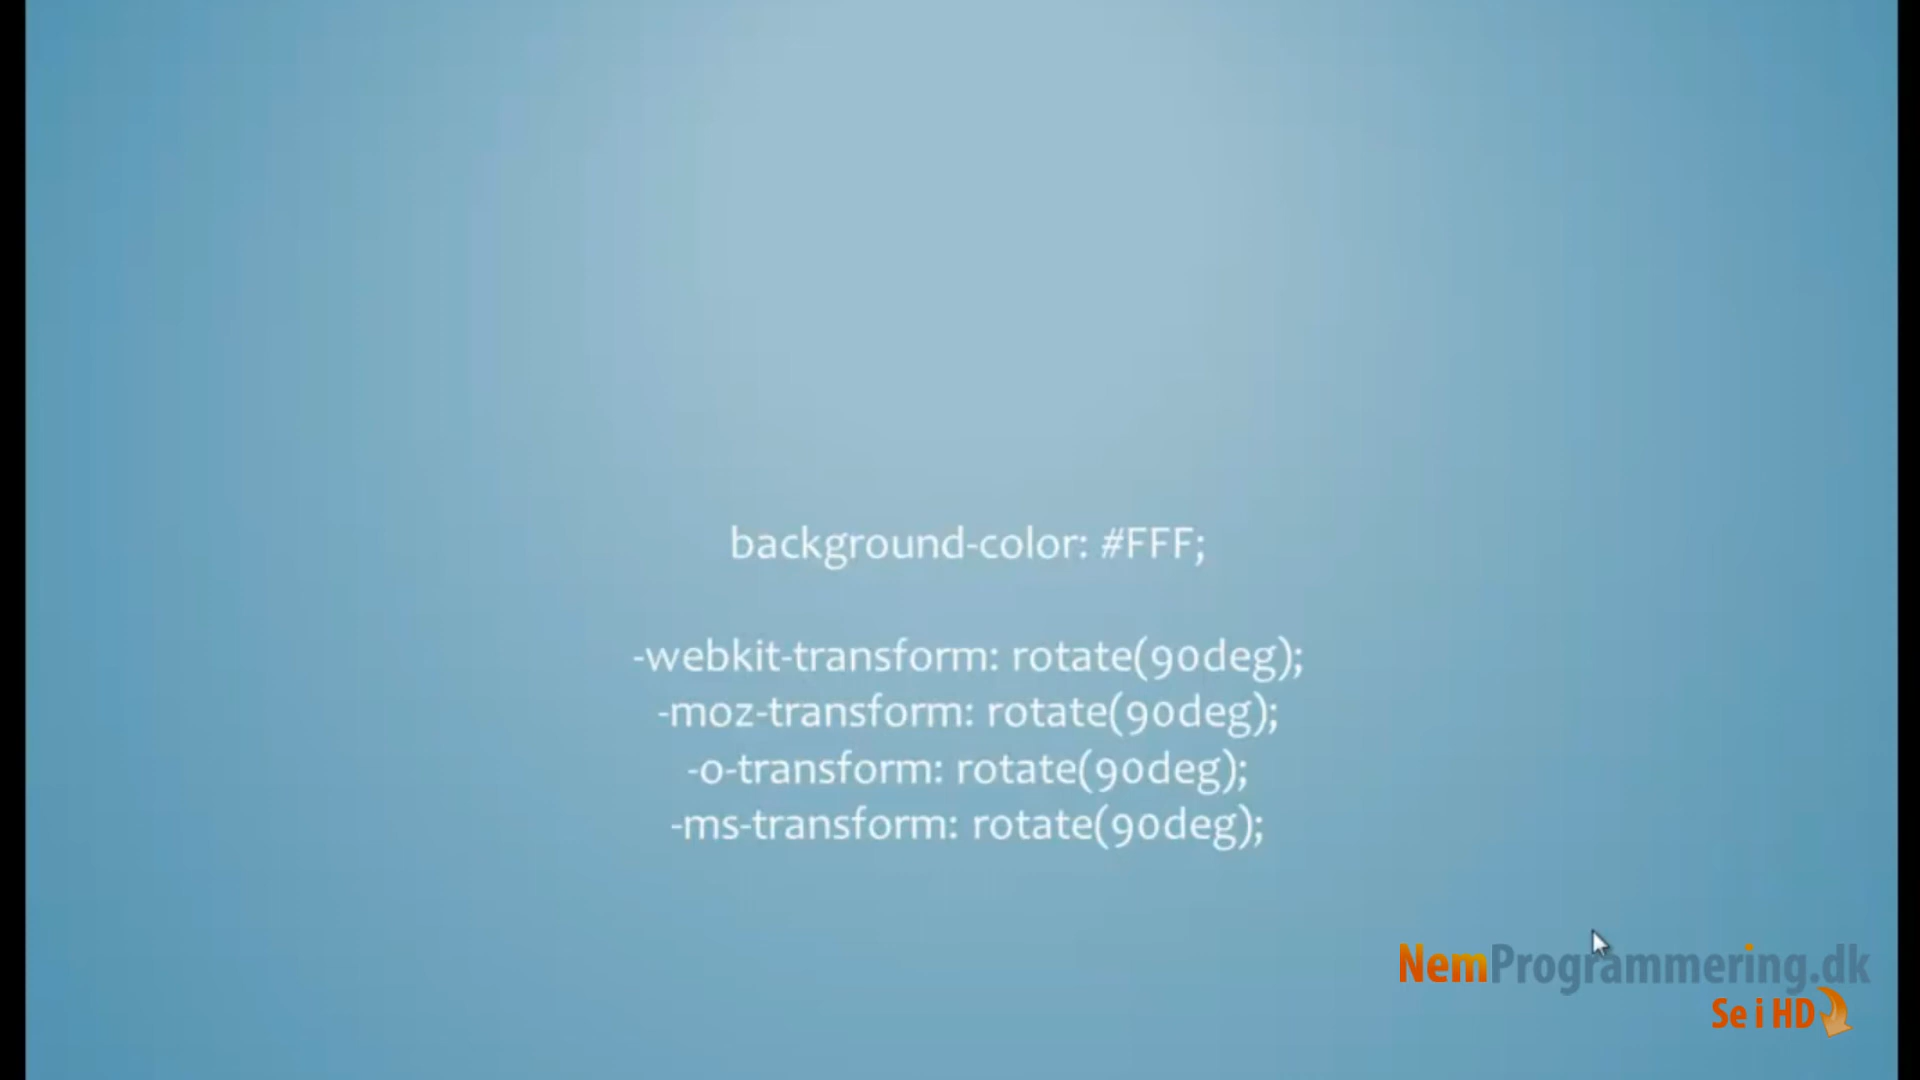 background-color: #FFF;
-webkit-transform: rotate(90deg);
-moz-transform: rotate(90deg);
-o-transform: rotate(90deg);
-ms-transform: rotate(90deg);
NemProgrammering.dk
Se i HD